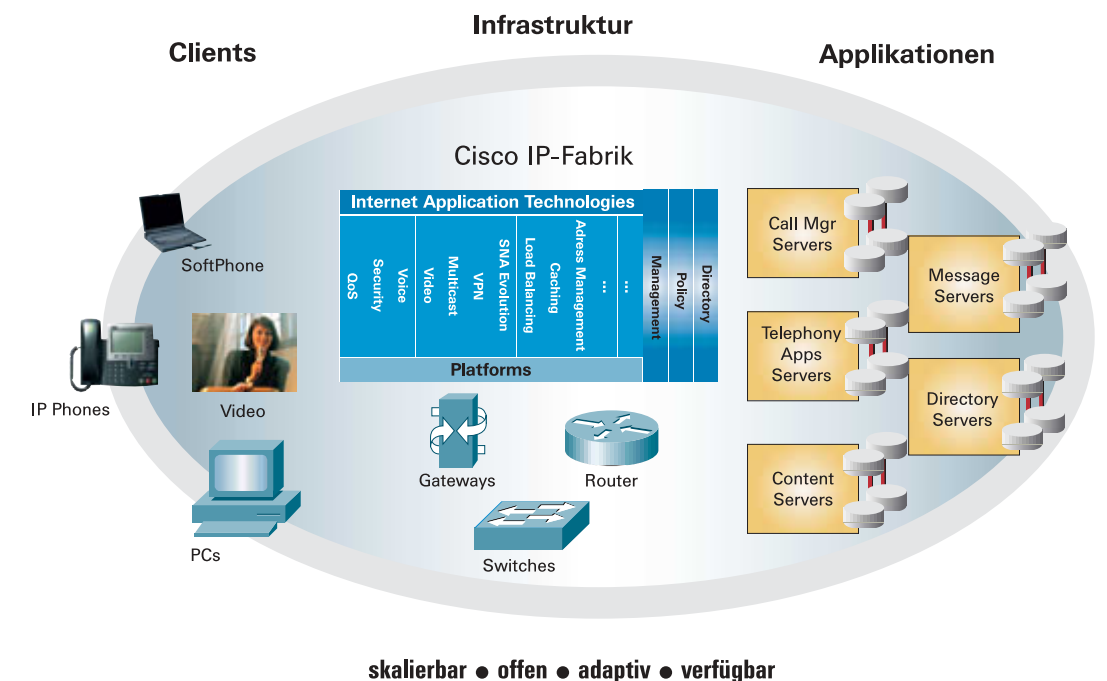 Infrastruktur
Clients
Applikationen
Cisco IP-Fabrik
Internet Application Technologies
QoS
Security
Voice
Video
Multicast
VPN
SNA Evolution
Load Balancing
Caching
Adress Management
...
...
Management
Policy
Directory
Platforms
SoftPhone
IP Phones
Video
PCs
Gateways
Router
Switches
Call Mgr
Servers
Message
Servers
Telephony
Apps
Servers
Directory
Servers
Content
Servers
skalierbar ● offen ● adaptiv ● verfügbar